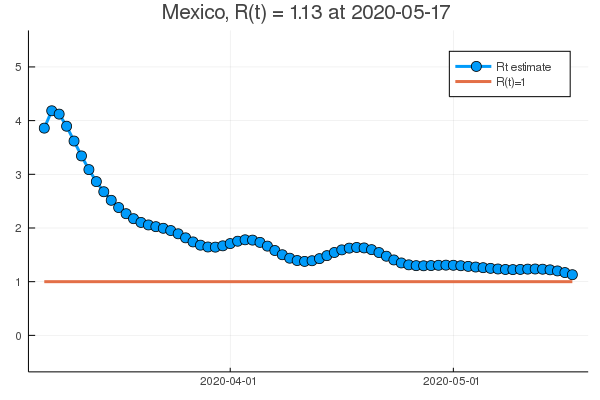 Mexico, R(t) = 1.13 at 2020-05-17
5
4
3
2
1
0
Rt estimate
R(t)=1
2020-04-01
2020-05-01